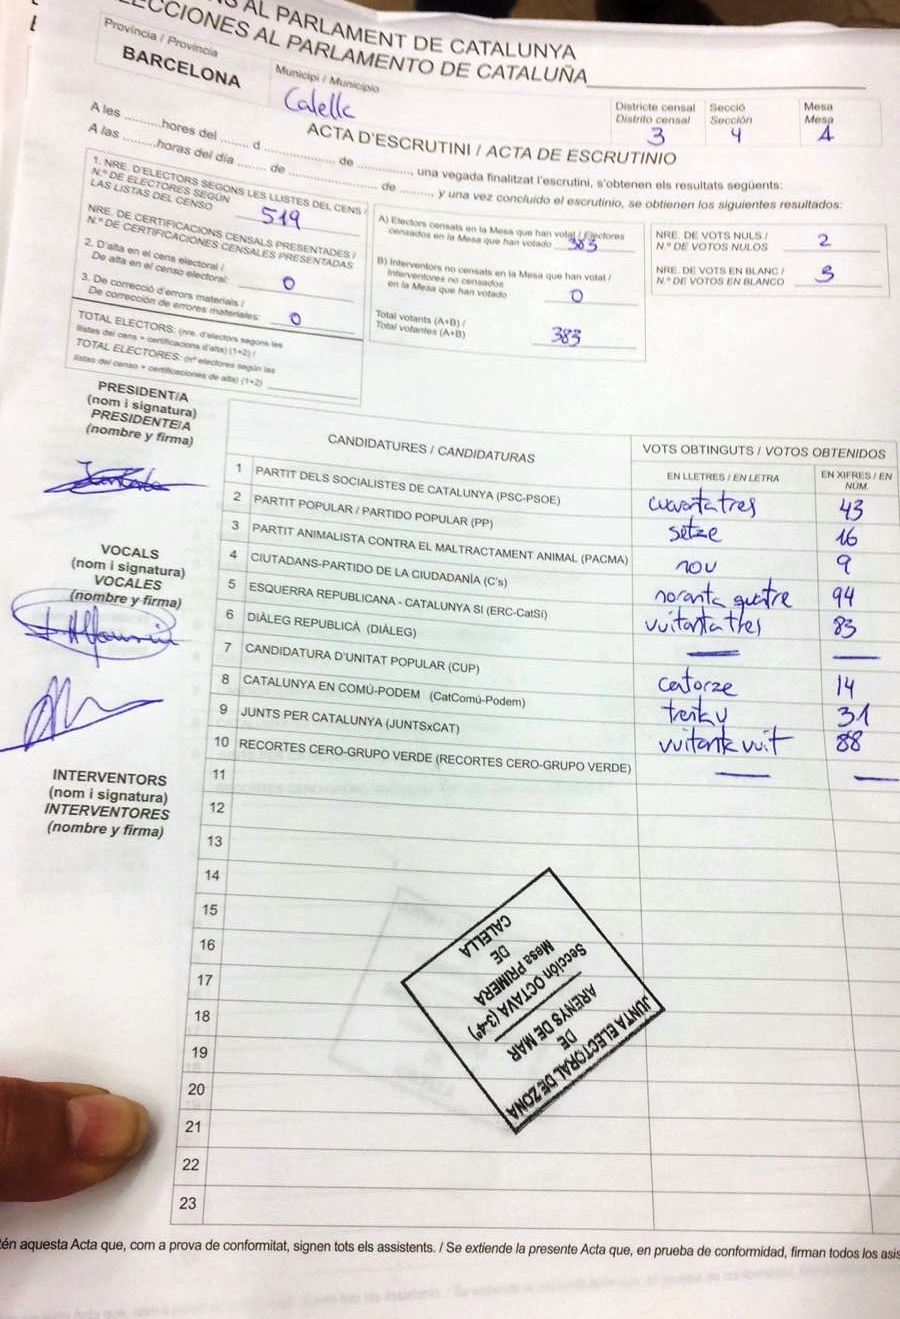 NS AL PARLAMENT DE CATALUNYA
ECCIONES AL PARLAMENTO DE CATALUÑA
Província / Provincia
BARCELONA
Municipi / Municipio
Calella
Districte censal
Distrito censal
3
Secció
Sección
4
Mesa
Mesa
A
ACTA D'ESCRUTINI / ACTA DE ESCRUTINIO
A les ..........hores del ........ d .................. de .............., una vegada finalitzat l'escrutini, s'obtenen els resultats següents:
A las ..........horas del día ........ de .................. de ........, y una vez concluido el escrutinio, se obtienen los siguientes resultados:
1. NRE. D'ELECTORS SEGONS LES LLISTES DEL CENS /
N.º DE ELECTORES SEGÚN
LAS LISTAS DEL CENSO
519
NRE. DE CERTIFICACIONS CENSALS PRESENTADES /
N.º DE CERTIFICACIONES CENSALES PRESENTADAS
2. D'alta en el cens electoral /
De alta en el censo electoral:
0
3. De correcció d'errors materials /
De corrección de errores materiales:
0
TOTAL ELECTORS: (nre. d'electors segons les
llistes del cens + certificacions d'alta) (1+2) /
TOTAL ELECTORES: (nº electores según las
listas del censo + certificaciones de alta) (1+2)
A) Electors censats en la Mesa que han votat / Electores
censados en la Mesa que han votado
383
B) Interventors no censats en la Mesa que han votat /
Interventores no censados
en la Mesa que han votado
0
Total votants (A+B) /
Total votantes (A+B)
383
NRE. DE VOTS NULS /
N.º DE VOTOS NULOS
2
NRE. DE VOTS EN BLANC /
N.º DE VOTOS EN BLANCO
3
PRESIDENT/A
(nom i signatura)
PRESIDENTE/A
(nombre y firma)
VOCALS
(nom i signatura)
VOCALES
(nombre y firma)
INTERVENTORS
(nom i signatura)
INTERVENTORES
(nombre y firma)
CANDIDATURES / CANDIDATURAS
VOTS OBTINGUTS / VOTOS OBTENIDOS
EN LLETRES / EN LETRA
EN XIFRES / EN NÚM.
1 PARTIT DELS SOCIALISTES DE CATALUNYA (PSC-PSOE) cuarentatres 43
2 PARTIT POPULAR / PARTIDO POPULAR (PP) setze 16
3 PARTIT ANIMALISTA CONTRA EL MALTRACTAMENT ANIMAL (PACMA) nou 9
4 CIUTADANS-PARTIDO DE LA CIUDADANÍA (C's) noranta quatre 94
5 ESQUERRA REPUBLICANA - CATALUNYA SÍ (ERC-CatSí) vuitanta tres 83
6 DIÀLEG REPUBLICÀ (DIÀLEG)
7 CANDIDATURA D'UNITAT POPULAR (CUP) catorze 14
8 CATALUNYA EN COMÚ-PODEM (CatComú-Podem) 31
9 JUNTS PER CATALUNYA (JUNTSxCAT) vuitanta vuit 88
10 RECORTES CERO-GRUPO VERDE (RECORTES CERO-GRUPO VERDE)
11
12
13
14
15
16
17
18
19
20
21
22
23
JUNTA ELECTORAL DE ZONA
DE
ARENYS DE MAR
Sección OCTAVA (3-4ª)
Mesa PRIMERA
DE
CALELLA
tén aquesta Acta que, com a prova de conformitat, signen tots els assistents. / Se extiende la presente Acta que, en prueba de conformidad, firman todos los asis